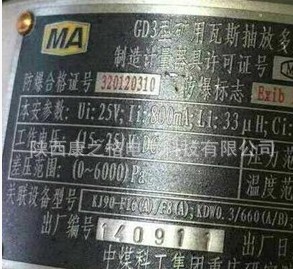 MA
GD3型矿用瓦斯抽放多
制造计量器具许可证号
防爆合格证号 320120310 防爆标志 Exib
本安参数: Ui:25V; Ii:800mA; Li:33μH; Ci:
工作电压: (15~25)V DC
压力范
差压范围: (0~6000)Pa
温度范
关联设备型号: KJ90-F16(A)/F8(A); KDW0.3/660(A/B);
出厂编号 140911
出厂日
中煤科工集团重庆研究
陕西康之格
科技有限公司